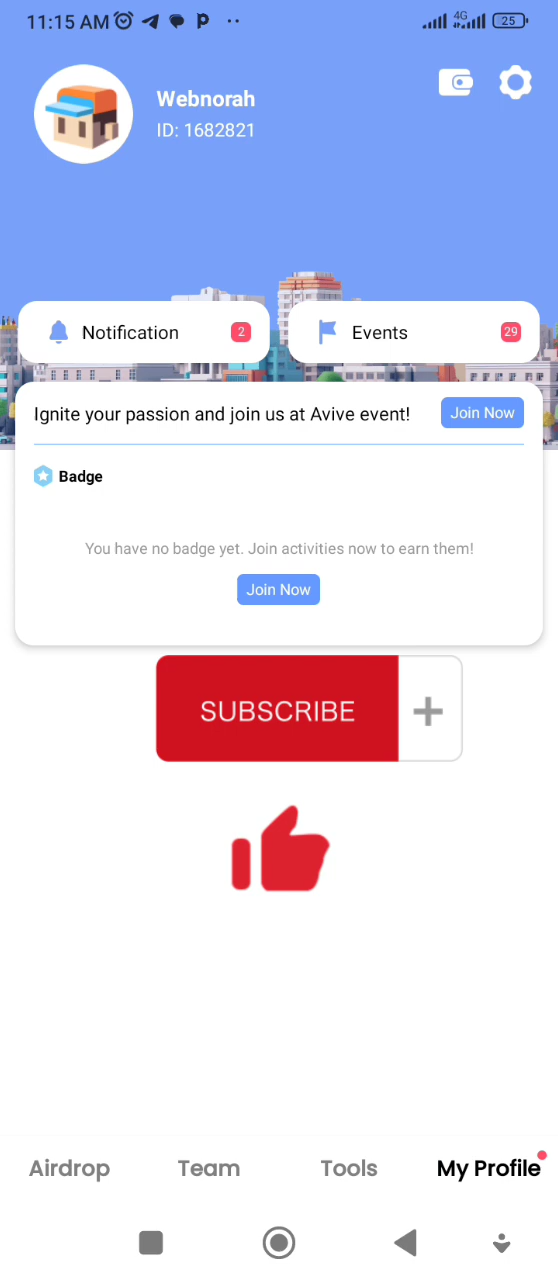 11:15 AM
4G
25
Webnorah
ID: 1682821
Notification
2
Events
29
Ignite your passion and join us at Avive event!
Join Now
Badge
You have no badge yet. Join activities now to earn them!
Join Now
SUBSCRIBE
Airdrop
Team
Tools
My Profile